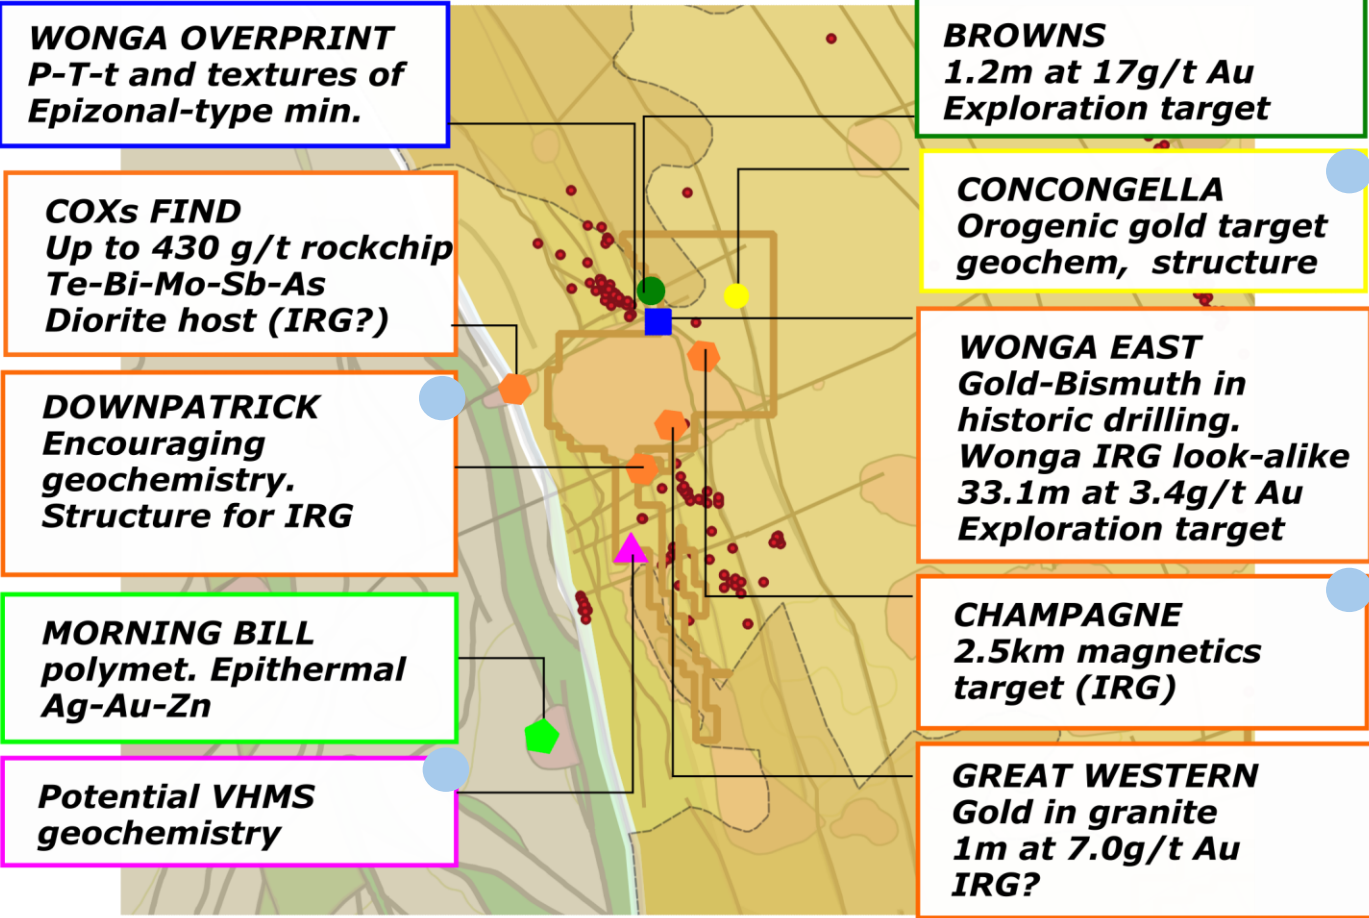 WONGA OVERPRINT
P-T-t and textures of
Epizonal-type min.
COXs FIND
Up to 430 g/t rockchip
Te-Bi-Mo-Sb-As
Diorite host (IRG?)
DOWNPATRICK
Encouraging
geochemistry.
Structure for IRG
MORNING BILL
polymet. Epithermal
Ag-Au-Zn
Potential VHMS
geochemistry
BROWNS
1.2m at 17g/t Au
Exploration target
CONCONGELLA
Orogenic gold target
geochem, structure
WONGA EAST
Gold-Bismuth in
historic drilling.
Wonga IRG look-alike
33.1m at 3.4g/t Au
Exploration target
CHAMPAGNE
2.5km magnetics
target (IRG)
GREAT WESTERN
Gold in granite
1m at 7.0g/t Au
IRG?